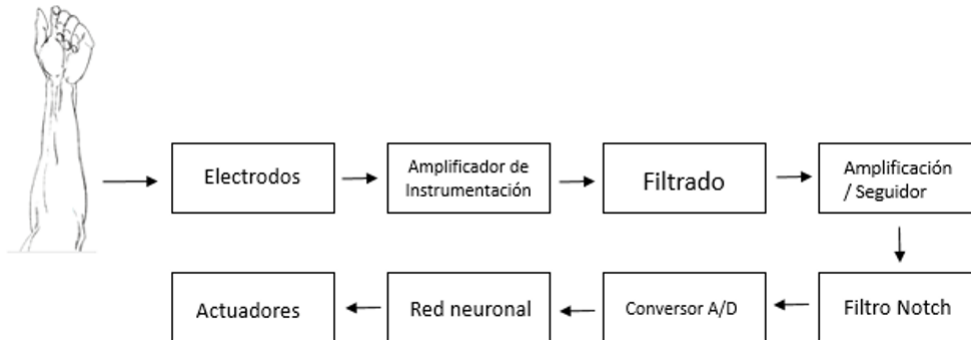 Electrodos
Amplificador de
Instrumentación
Filtrado
Amplificación
/ Seguidor
Actuadores
Red neuronal
Conversor A/D
Filtro Notch